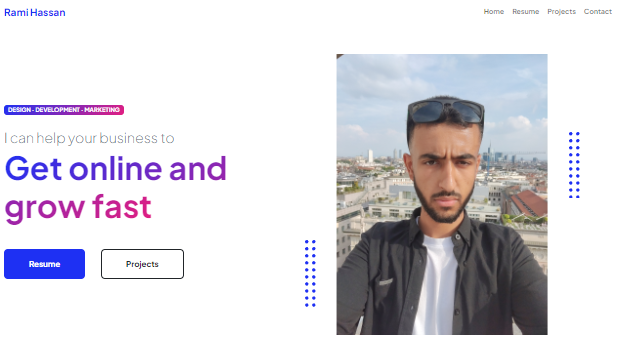 Rami Hassan
Home Resume Projects Contact
DESIGN · DEVELOPMENT · MARKETING
I can help your business to
Get online and
grow fast
Resume Projects